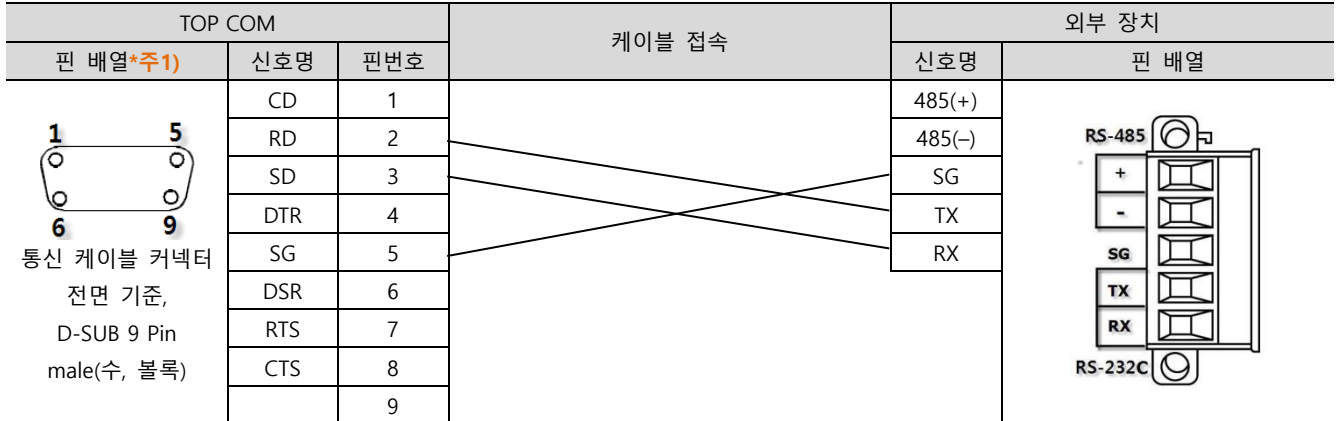 TOP COM 케이블 접속 외부 장치
핀 배열*주1) 신호명 핀번호 신호명 핀 배열
CD 1 485(+)
RD 2 485(–)
SD 3 SG
DTR 4 TX
SG 5 RX
DSR 6
RTS 7
CTS 8
9
1 5
6 9
통신 케이블 커넥터
전면 기준,
D-SUB 9 Pin
male(수, 볼록)
RS-485
+
-
SG
TX
RX
RS-232C